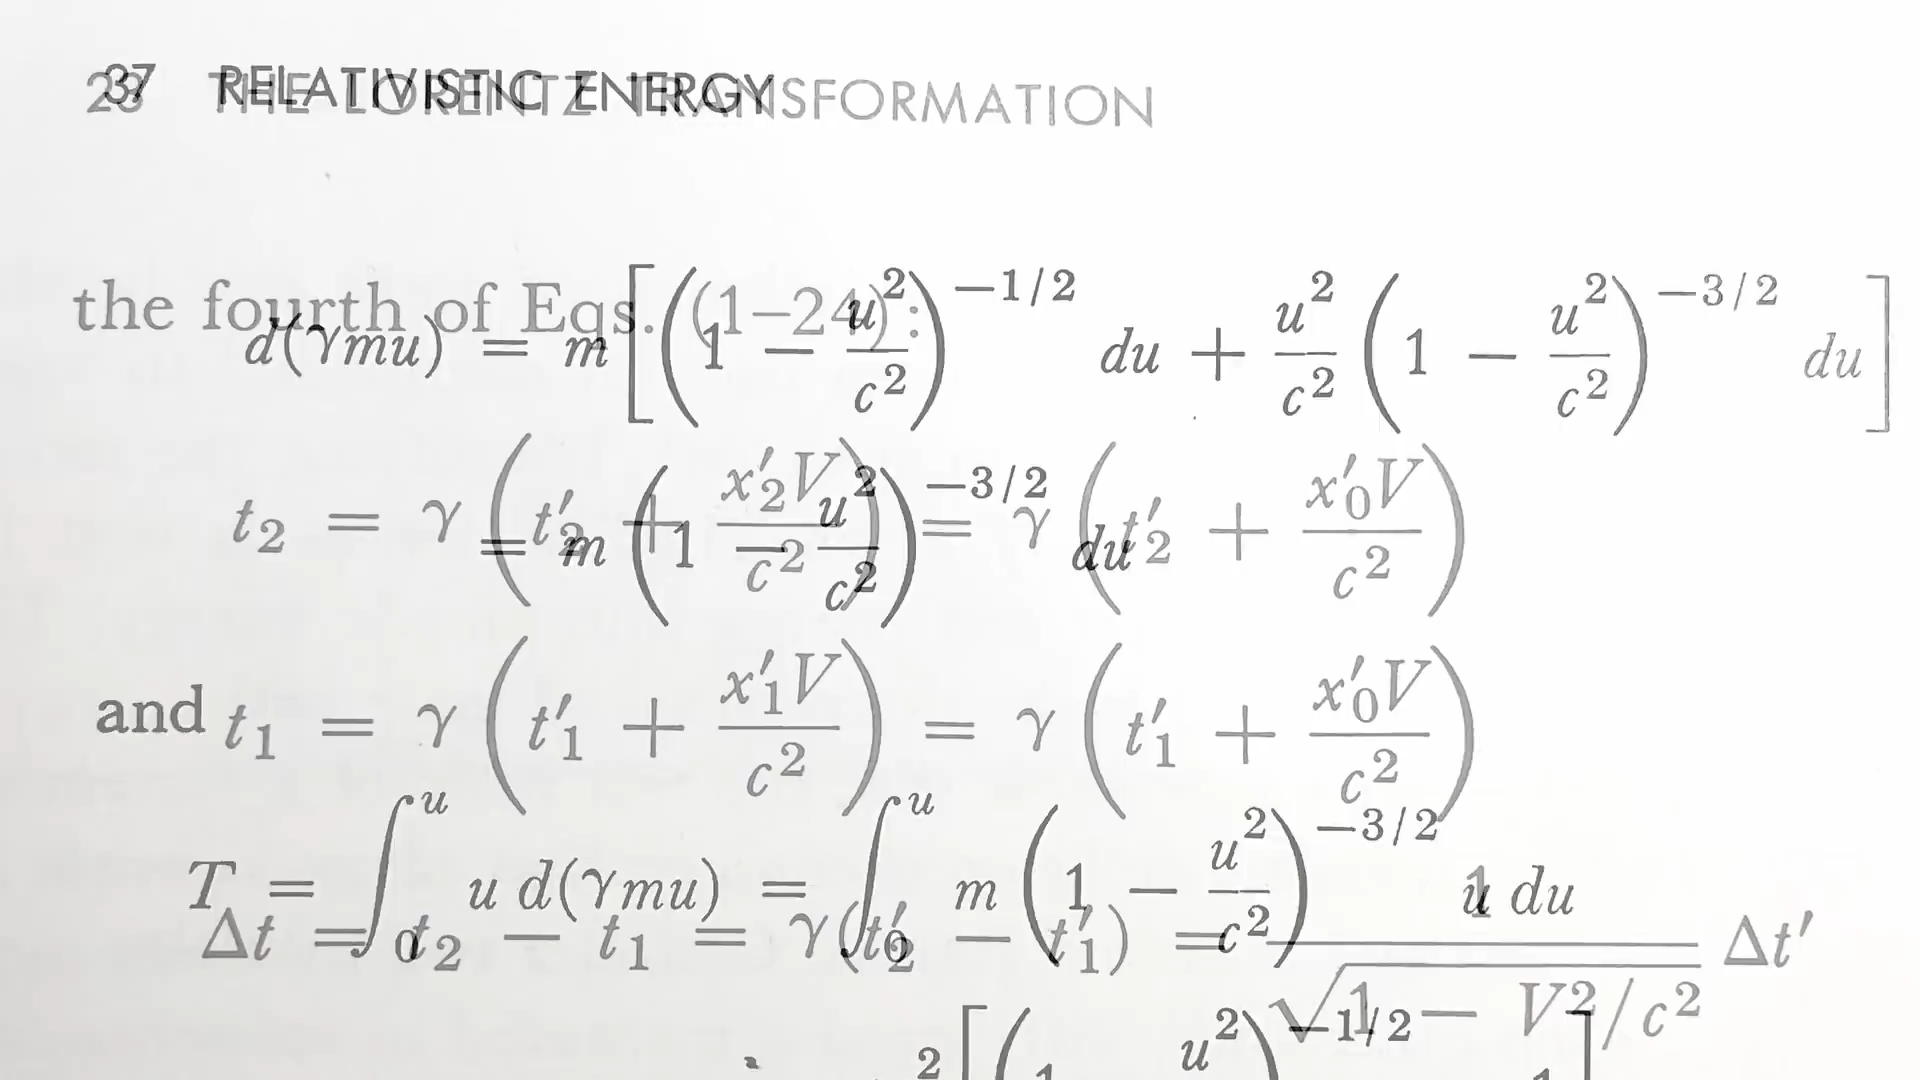 37 RELATIVISTIC ENERGY
23 THE LORENTZ TRANSFORMATION
the fourth of Eqs. (1–24):
d(γmu) = m[(1 − u²/c²)^−1/2 du + u²/c² (1 − u²/c²)^−3/2 du]
t₂ = γ(t′₂ + x′₂V/c²) = γ(t′₂ + x′₀V/c²)
= m(1 − u²/c²)^−3/2 du
and t₁ = γ(t′₁ + x′₁V/c²) = γ(t′₁ + x′₀V/c²)
T = ∫₀ᵘ u d(γmu) = ∫₀ᵘ m(1 − u²/c²)^−3/2 u du
Δt = t₂ − t₁ = γ(t′₂ − t′₁) = 1/√(1 − V²/c²) Δt′